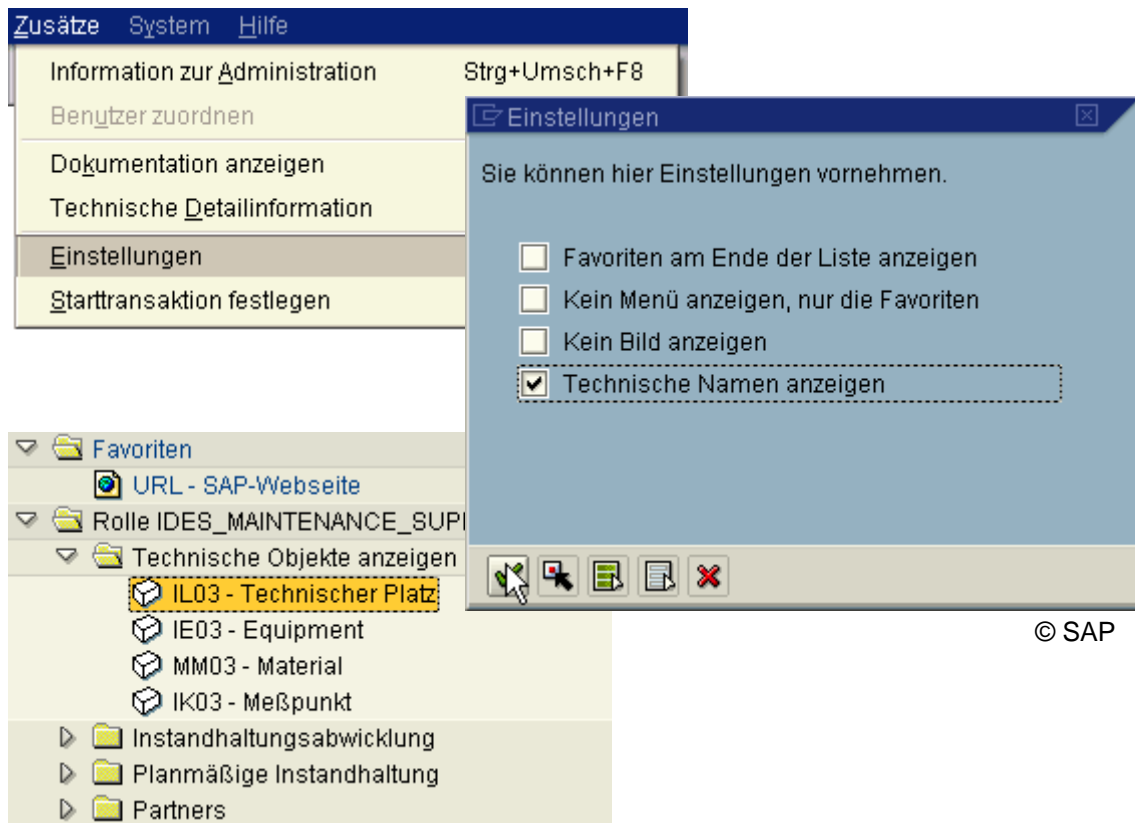 Zusätze System Hilfe
Information zur Administration Strg+Umsch+F8
Benutzer zuordnen
Dokumentation anzeigen
Technische Detailinformation
Einstellungen
Starttransaktion festlegen
Einstellungen
Sie können hier Einstellungen vornehmen.
Favoriten am Ende der Liste anzeigen
Kein Menü anzeigen, nur die Favoriten
Kein Bild anzeigen
Technische Namen anzeigen
Favoriten
URL - SAP-Webseite
Rolle IDES_MAINTENANCE_SUP
Technische Objekte anzeigen
IL03 - Technischer Platz
IE03 - Equipment
MM03 - Material
IK03 - Meßpunkt
Instandhaltungsabwicklung
Planmäßige Instandhaltung
Partners
© SAP